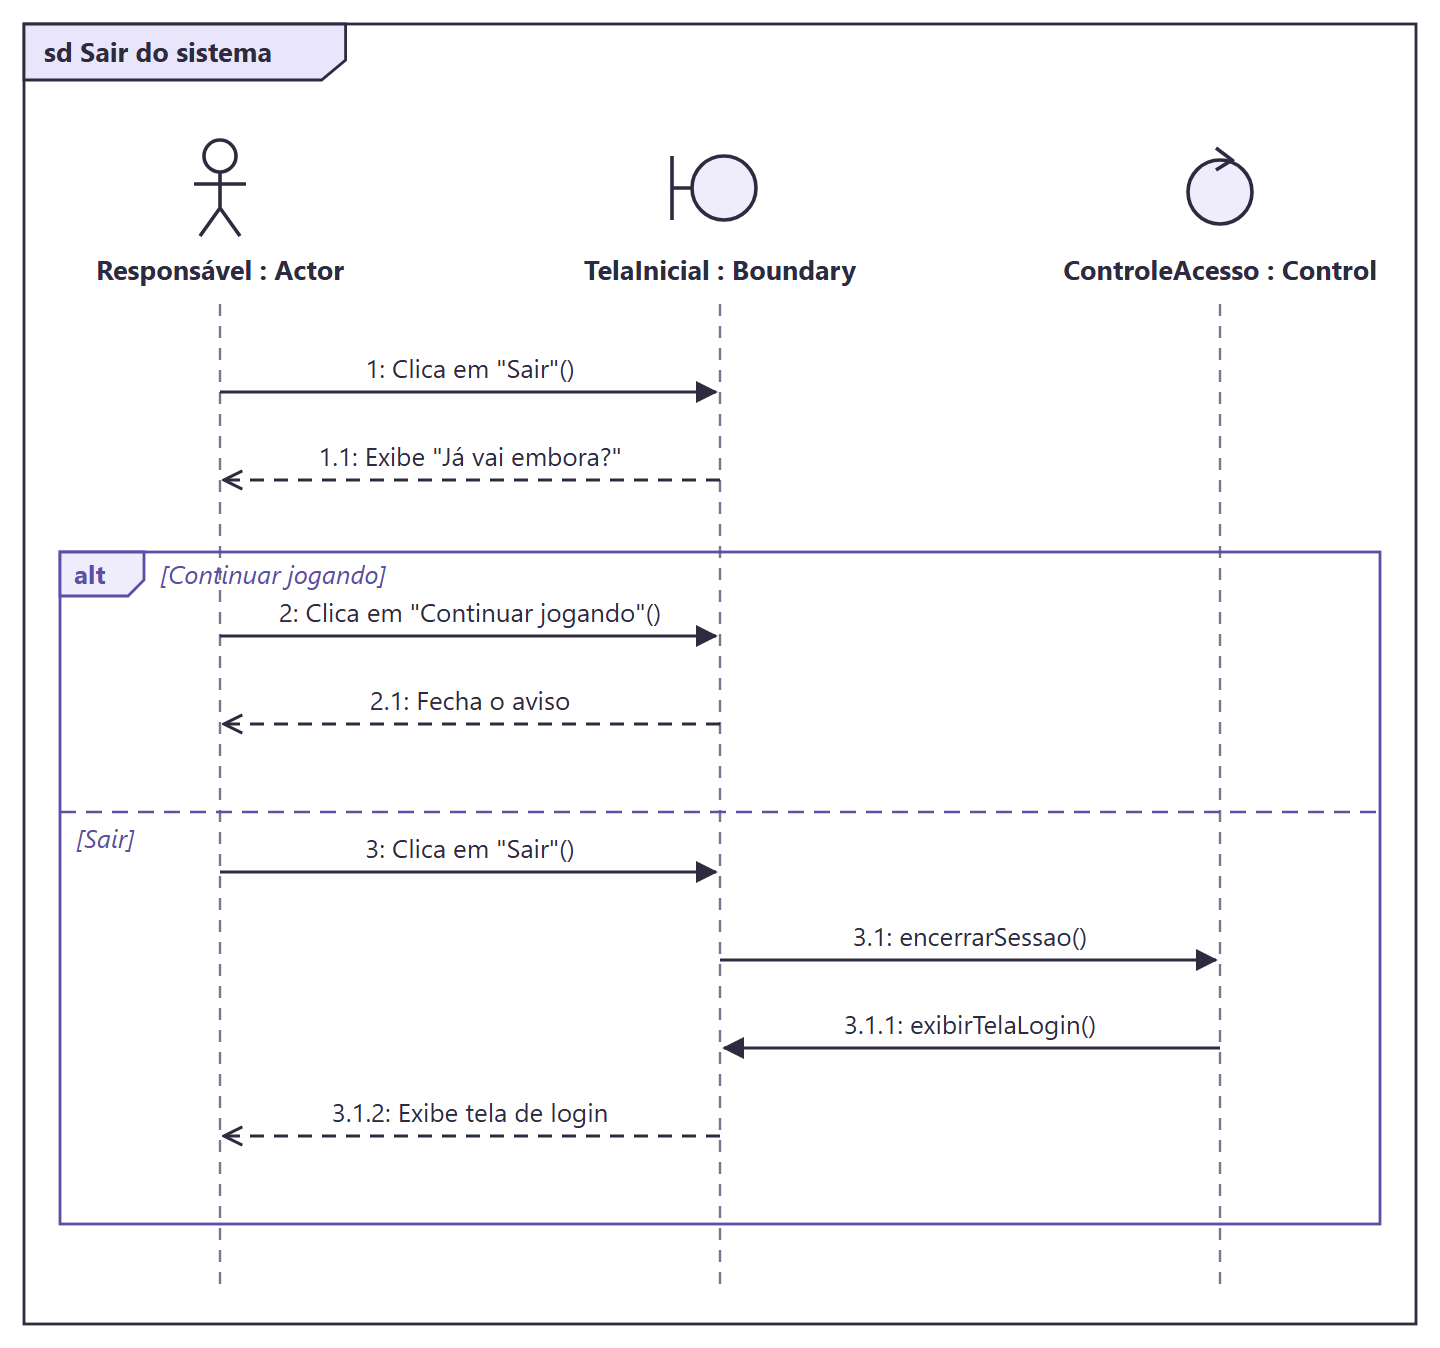 sd Sair do sistema
Responsável : Actor
TelaInicial : Boundary
ControleAcesso : Control
1: Clica em "Sair"()
1.1: Exibe "Já vai embora?"
alt
[Continuar jogando]
2: Clica em "Continuar jogando"()
2.1: Fecha o aviso
[Sair]
3: Clica em "Sair"()
3.1: encerrarSessao()
3.1.1: exibirTelaLogin()
3.1.2: Exibe tela de login